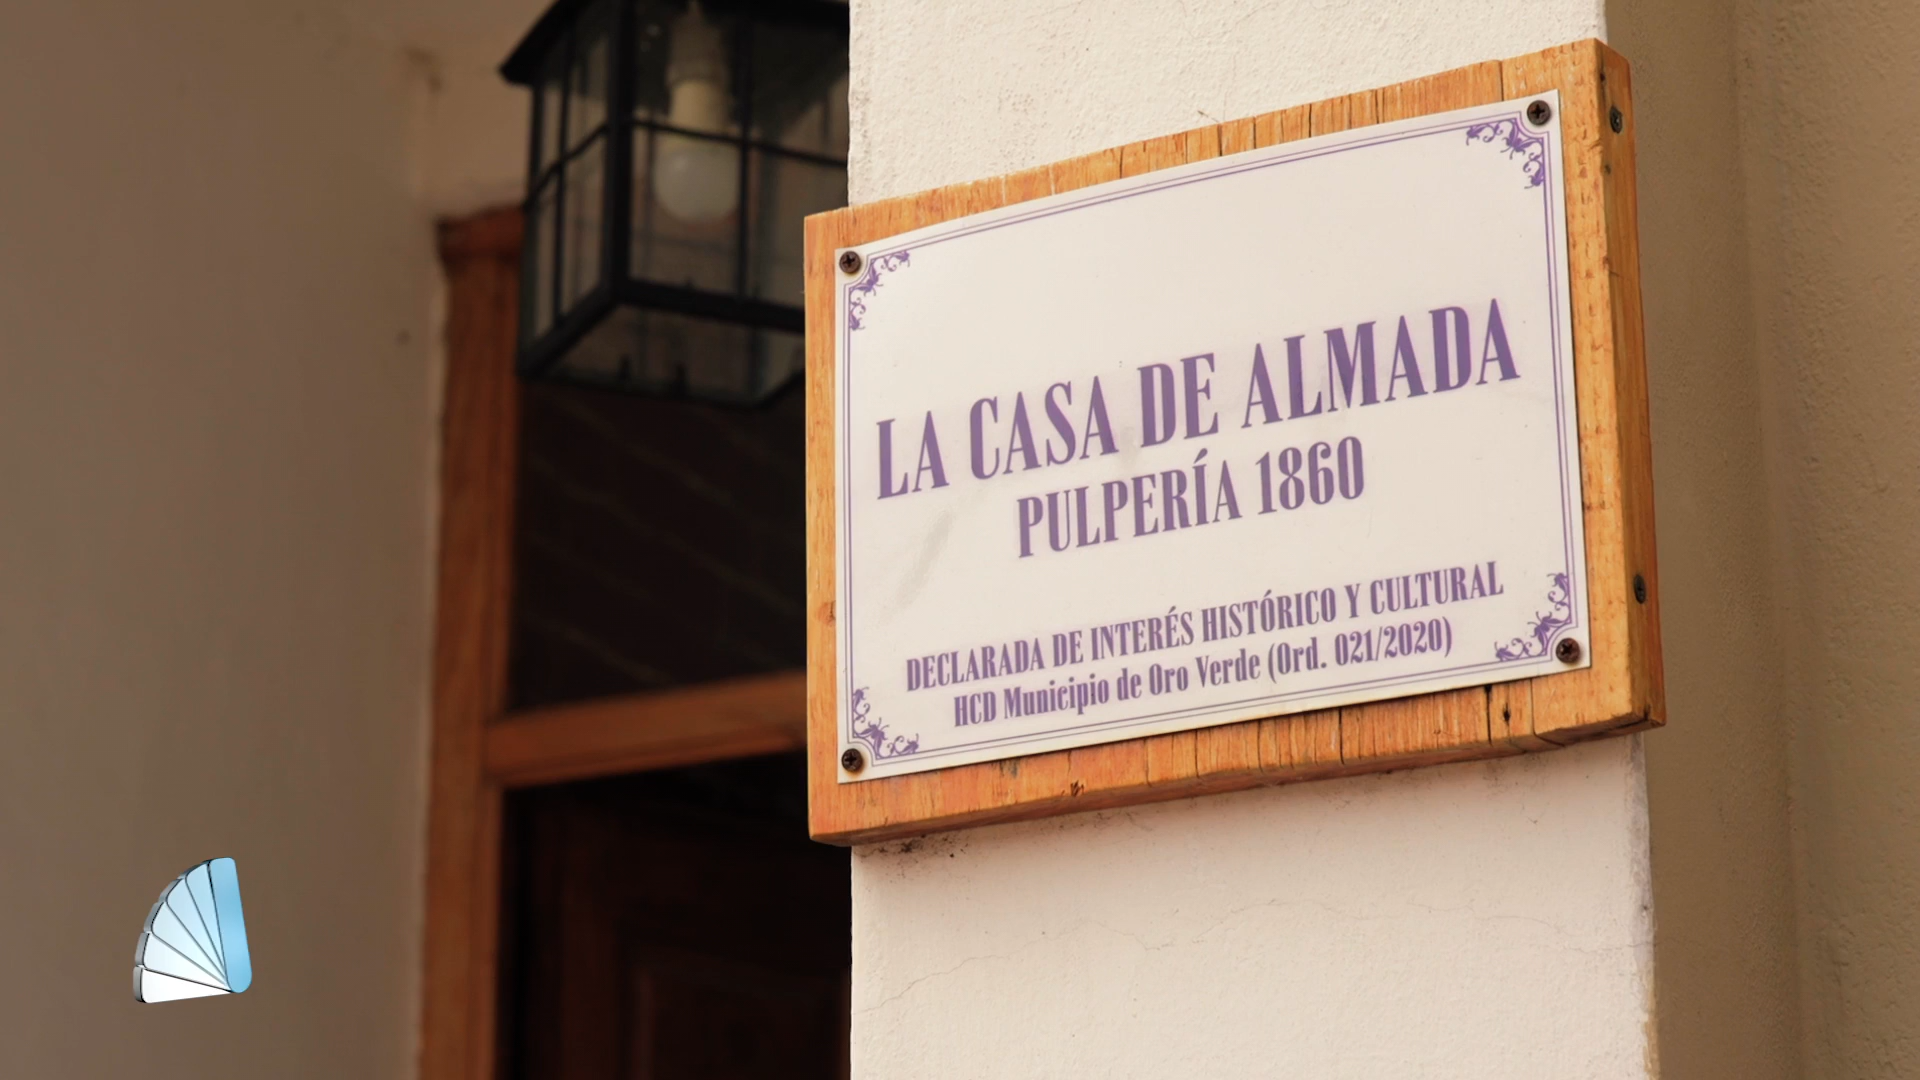 LA CASA DE ALMADA
PULPERÍA 1860
DECLARADA DE INTERÉS HISTÓRICO Y CULTURAL
HCD Municipio de Oro Verde (Ord. 021/2020)